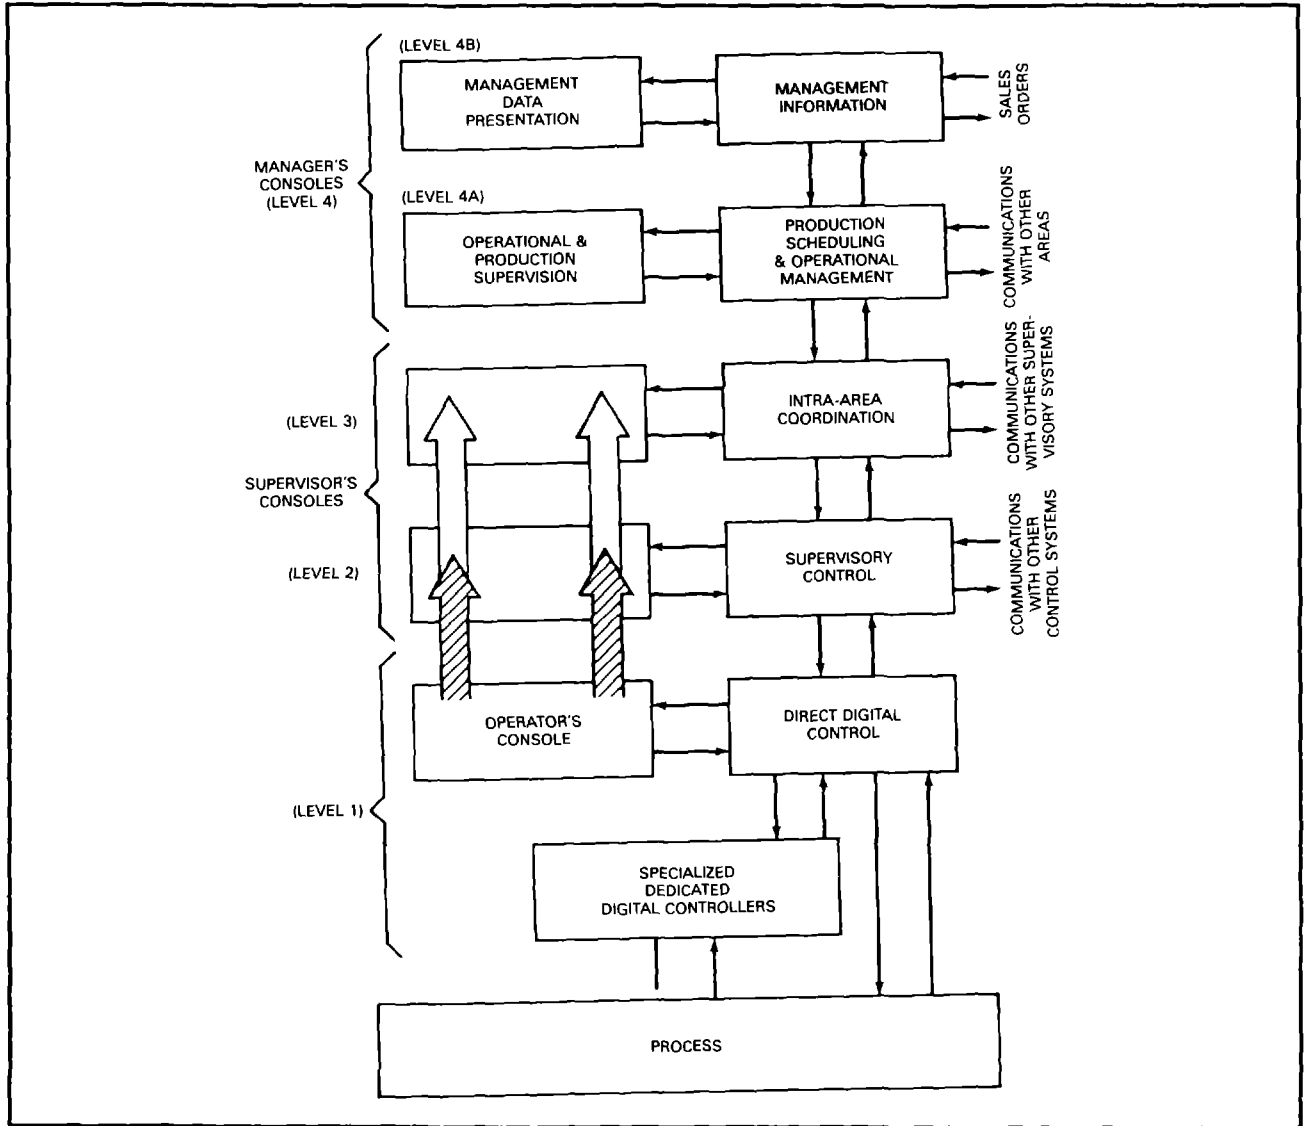 (LEVEL 4B)
MANAGEMENT
DATA
PRESENTATION
MANAGEMENT
INFORMATION
SALES
ORDERS
MANAGER'S
CONSOLES
(LEVEL 4)
(LEVEL 4A)
OPERATIONAL &
PRODUCTION
SUPERVISION
PRODUCTION
SCHEDULING
& OPERATIONAL
MANAGEMENT
COMMUNICATIONS
WITH OTHER
AREAS
(LEVEL 3)
INTRA-AREA
COORDINATION
COMMUNICATIONS
WITH OTHER SUPER-
VISORY SYSTEMS
SUPERVISOR'S
CONSOLES
(LEVEL 2)
SUPERVISORY
CONTROL
COMMUNICATIONS
WITH OTHER
CONTROL SYSTEMS
OPERATOR'S
CONSOLE
DIRECT DIGITAL
CONTROL
(LEVEL 1)
SPECIALIZED
DEDICATED
DIGITAL CONTROLLERS
PROCESS